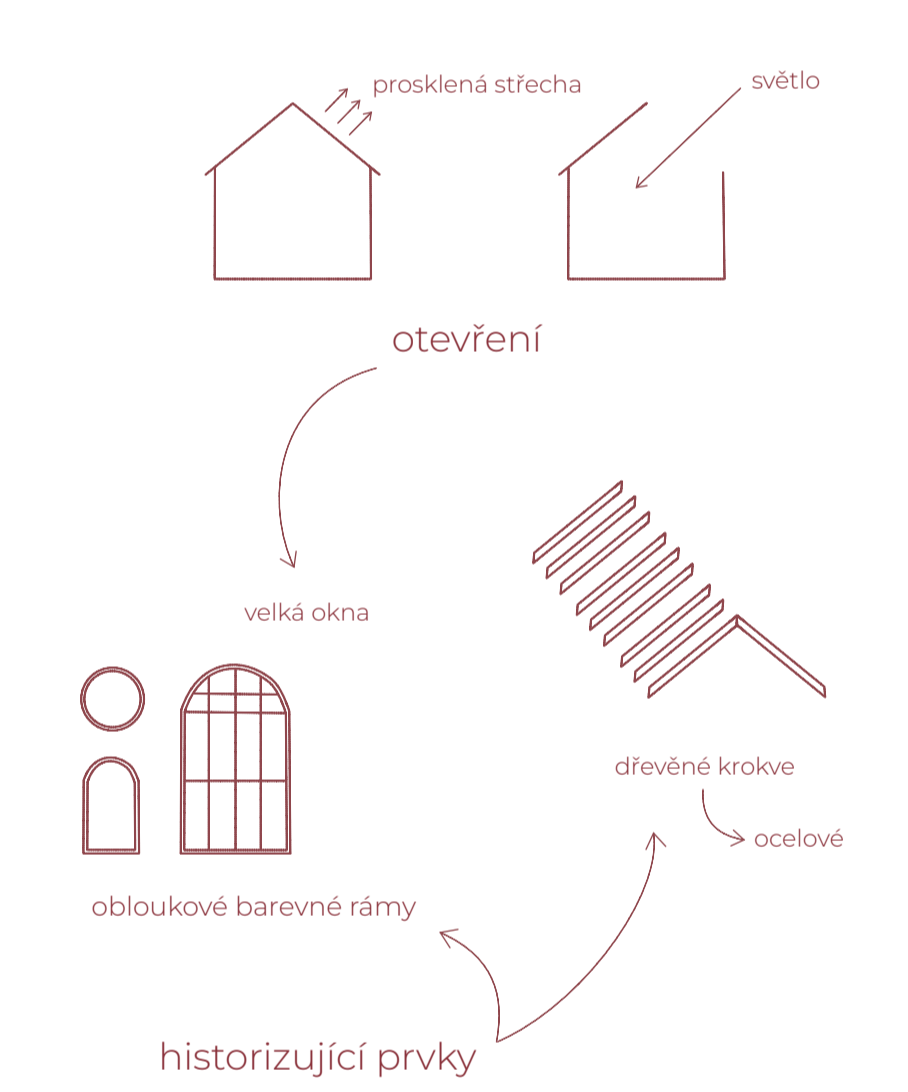 prosklená střecha
světlo
otevření
velká okna
dřevěné krokve
ocelové
obloukové barevné rámy
historizující prvky